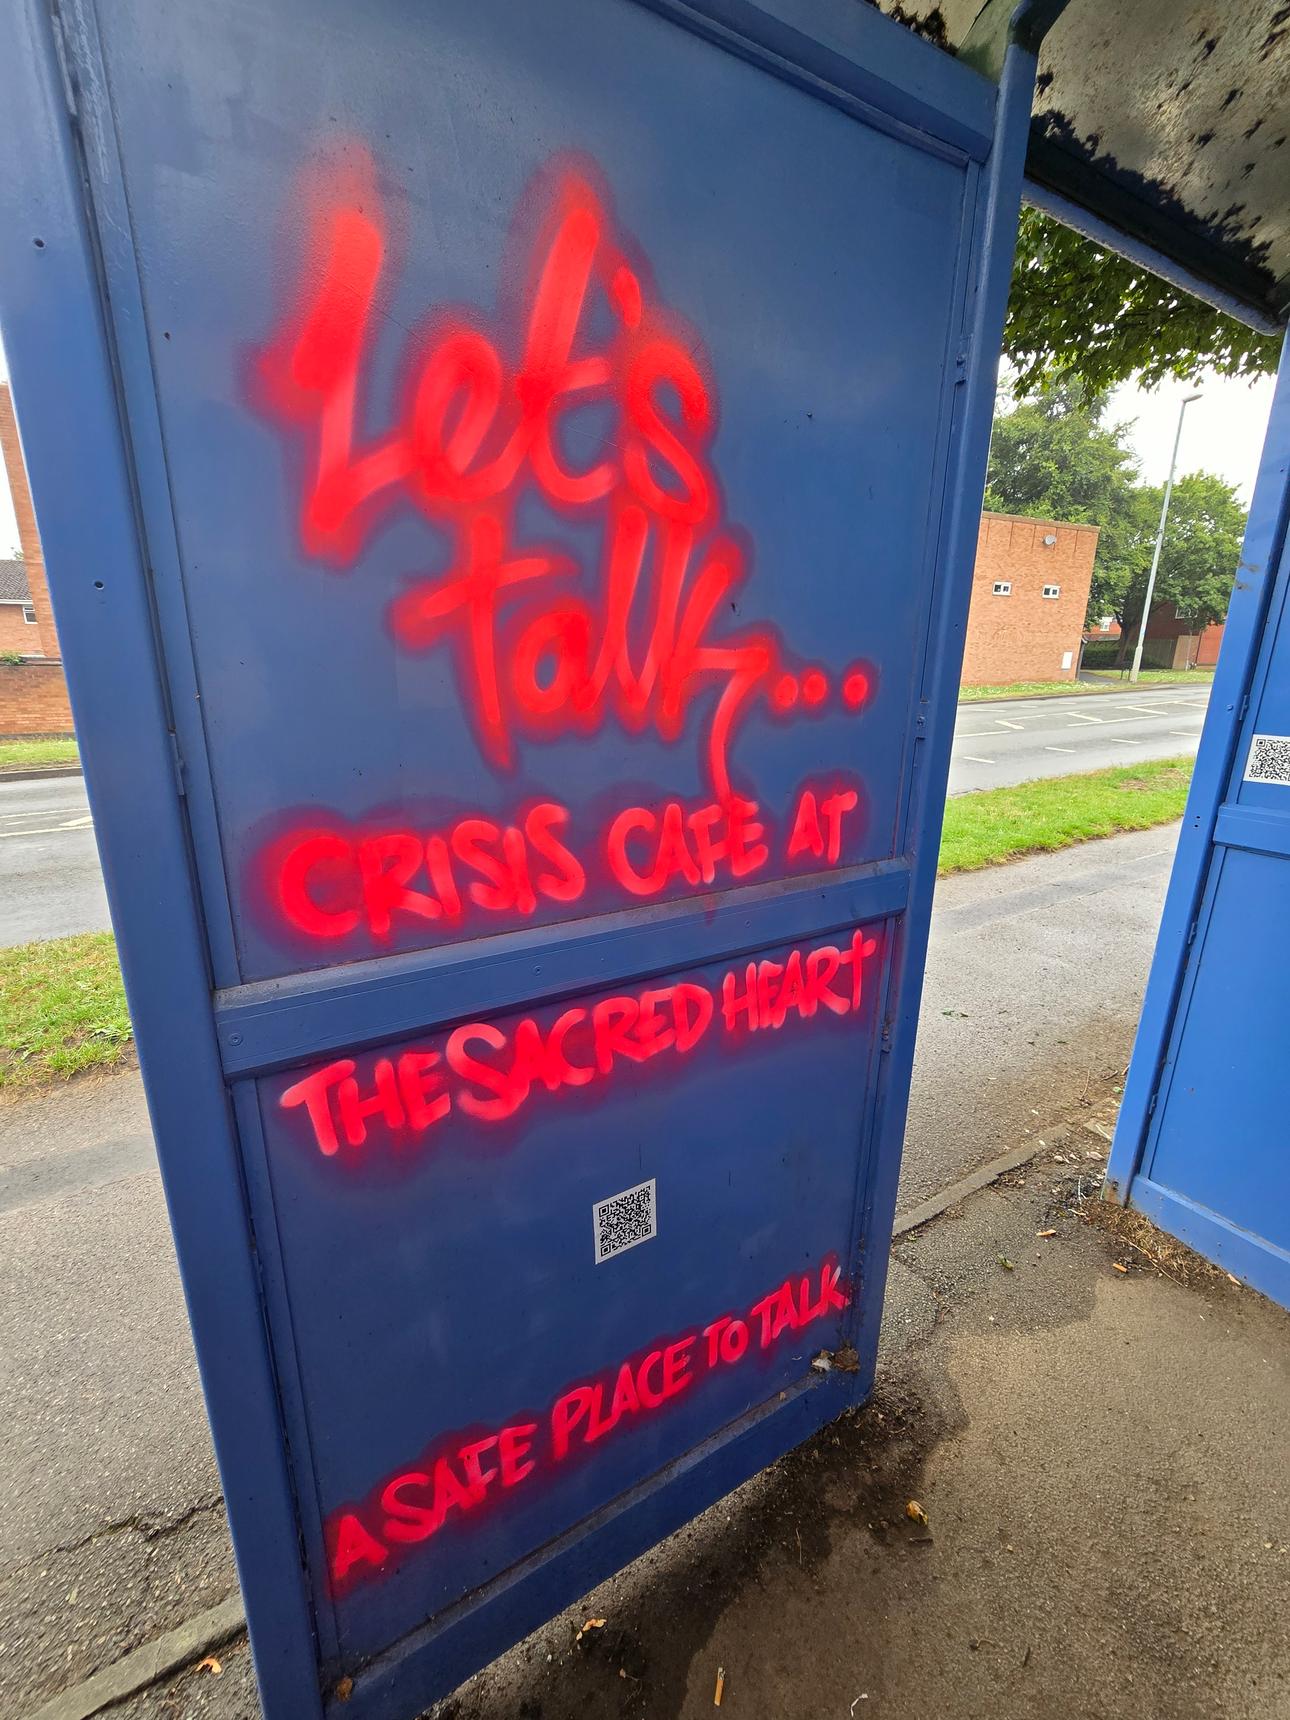 Let's
talk...
CRISIS CAFE AT
THE SACRED HEART
A SAFE PLACE TO TALK.